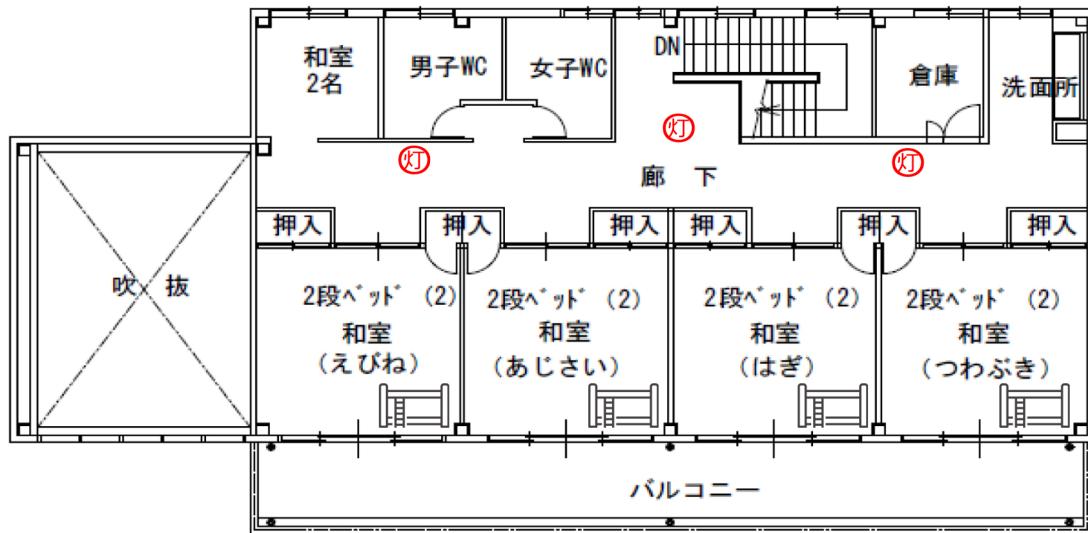 和室
2名
男子WC
女子WC
DN
倉庫
洗面所
灯
灯
灯
廊 下
押入
押入
押入
押入
押入
押入
吹 抜
2段ﾍﾞｯﾄﾞ (2)
和室
(えびね)
2段ﾍﾞｯﾄﾞ (2)
和室
(あじさい)
2段ﾍﾞｯﾄﾞ (2)
和室
(はぎ)
2段ﾍﾞｯﾄﾞ (2)
和室
(つわぶき)
バルコニー